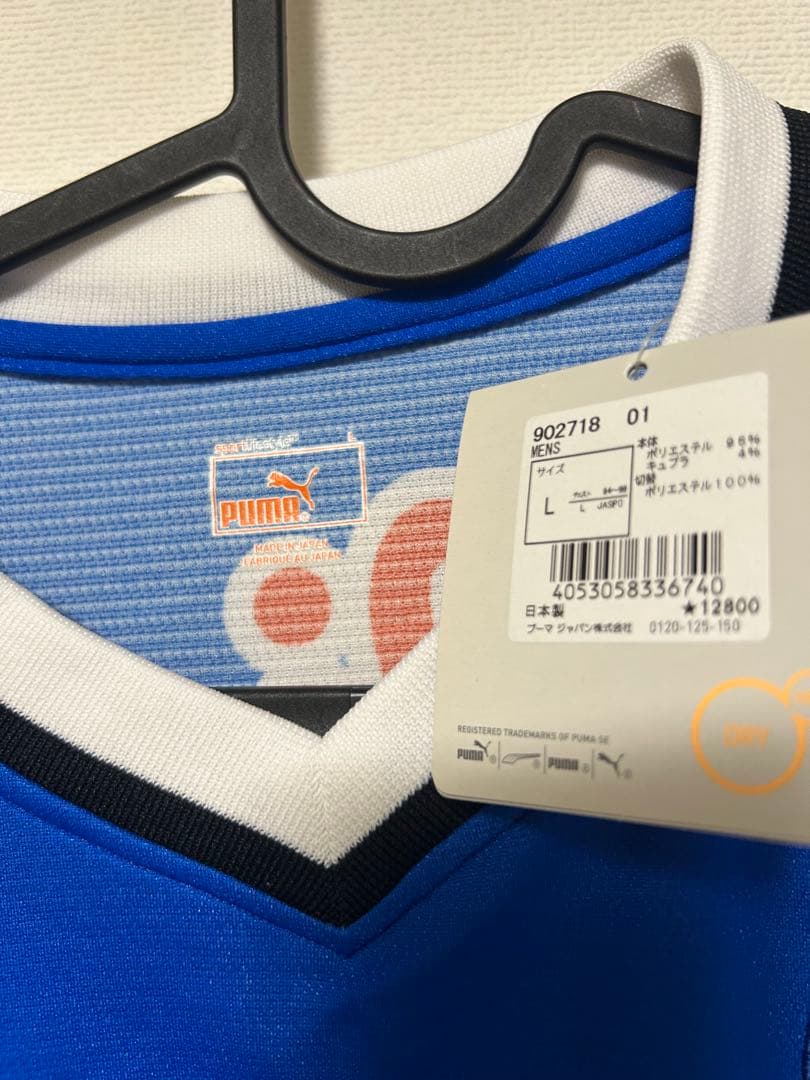 sportlifestyle
L
PUMA
MADE IN JAPAN
FABRIQUE AU JAPAN
902718 01
MENS
サイズ
L
L JASPO
本体
ポリエステル 96%
キュプラ 4%
切替
ポリエステル100%
4053058336740
日本製 ★12800
プーマ ジャパン株式会社 0120-125-150
REGISTERED TRADEMARKS OF PUMA SE
PUMA
PUMA
DRY